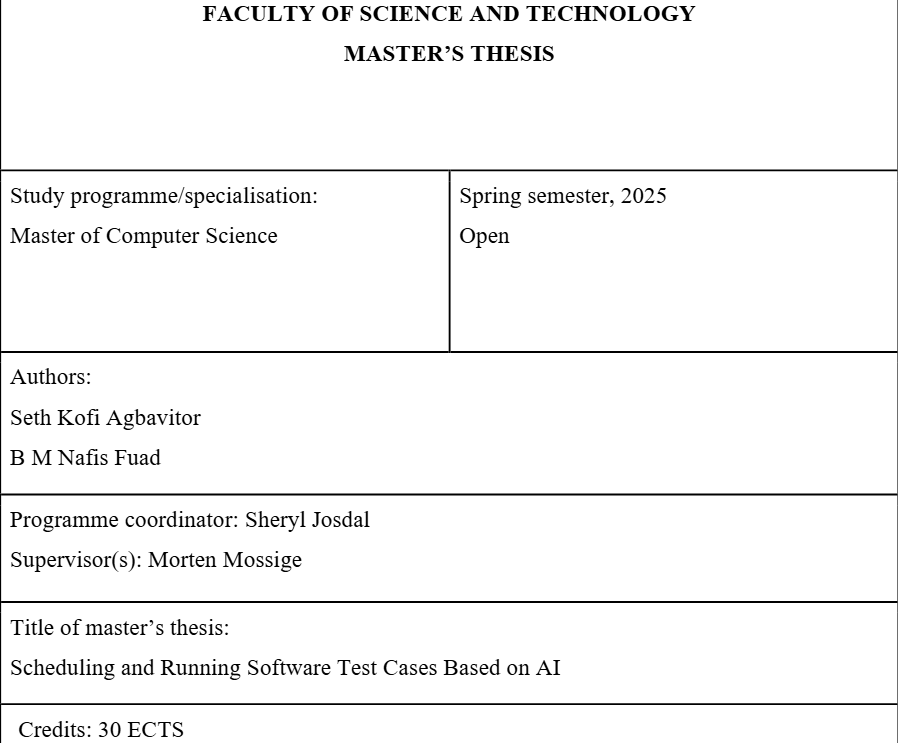 FACULTY OF SCIENCE AND TECHNOLOGY
MASTER’S THESIS
Study programme/specialisation:
Master of Computer Science
Spring semester, 2025
Open
Authors:
Seth Kofi Agbavitor
B M Nafis Fuad
Programme coordinator: Sheryl Josdal
Supervisor(s): Morten Mossige
Title of master’s thesis:
Scheduling and Running Software Test Cases Based on AI
Credits: 30 ECTS